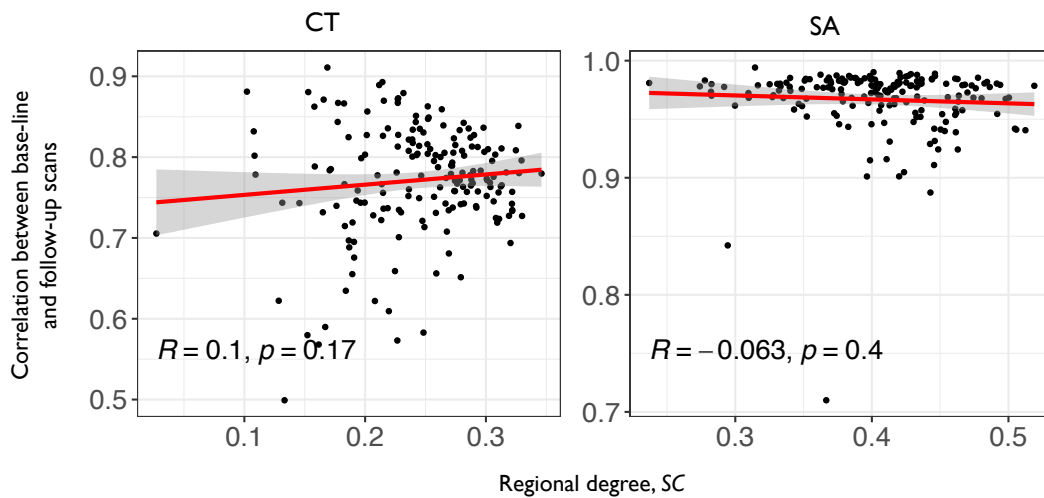 CT
SA
Correlation between base-line
and follow-up scans
0.9
0.8
0.7
0.6
0.5
R = 0.1, p = 0.17
0.1
0.2
0.3
1.0
0.9
0.8
0.7
R = −0.063, p = 0.4
0.3
0.4
0.5
Regional degree, SC